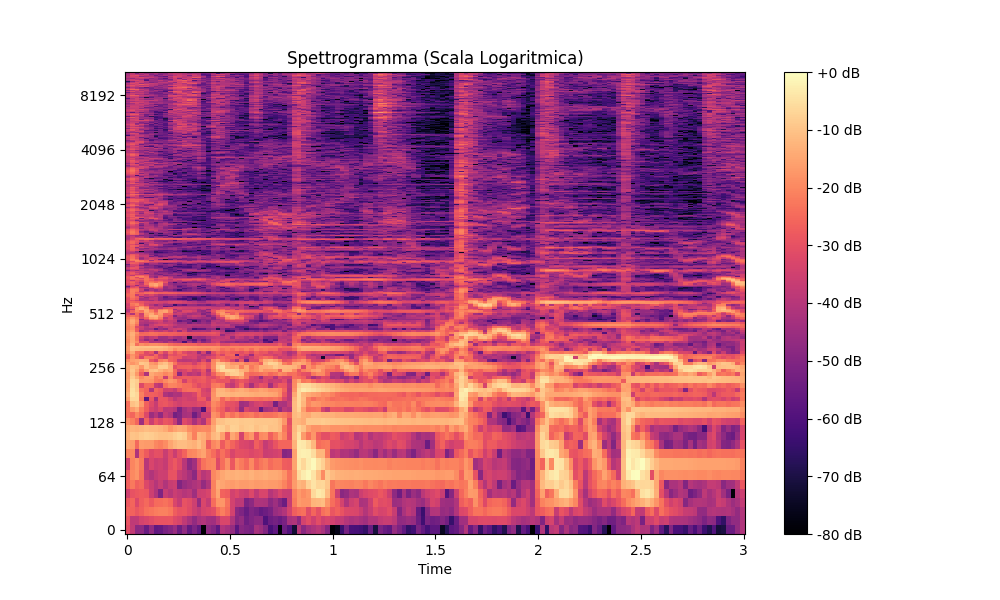 Spettrogramma (Scala Logaritmica)
Hz
8192
4096
2048
1024
512
256
128
64
0
0
0.5
1
1.5
2
2.5
3
Time
+0 dB
-10 dB
-20 dB
-30 dB
-40 dB
-50 dB
-60 dB
-70 dB
-80 dB